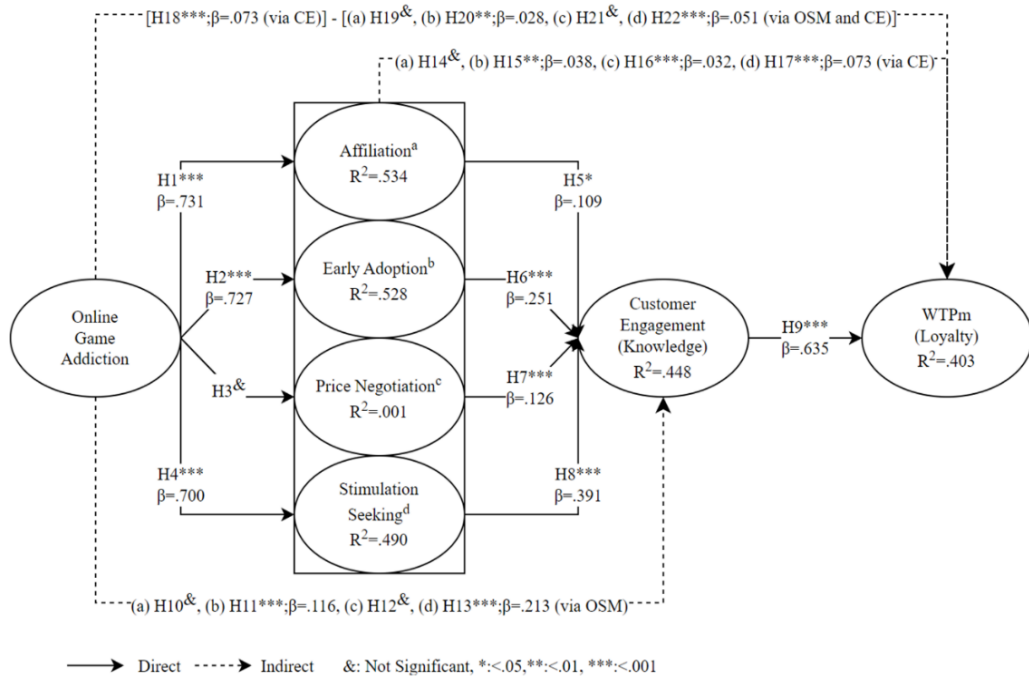 [H18***;β=.073 (via CE)] - [(a) H19&, (b) H20**;β=.028, (c) H21&, (d) H22***;β=.051 (via OSM and CE)]
(a) H14&, (b) H15**;β=.038, (c) H16***;β=.032, (d) H17***;β=.073 (via CE)
Affiliationᵃ
R²=.534
H1***
β=.731
H5*
β=.109
Early Adoptionᵇ
R²=.528
H2***
β=.727
H6***
β=.251
Online
Game
Addiction
Customer
Engagement
(Knowledge)
R²=.448
H9***
β=.635
WTPm
(Loyalty)
R²=.403
H3&
Price Negotiationᶜ
R²=.001
H7***
β=.126
H4***
β=.700
Stimulation
Seekingᵈ
R²=.490
H8***
β=.391
(a) H10&, (b) H11***;β=.116, (c) H12&, (d) H13***;β=.213 (via OSM)
Direct Indirect &: Not Significant, *:<.05,**:<.01, ***:<.001